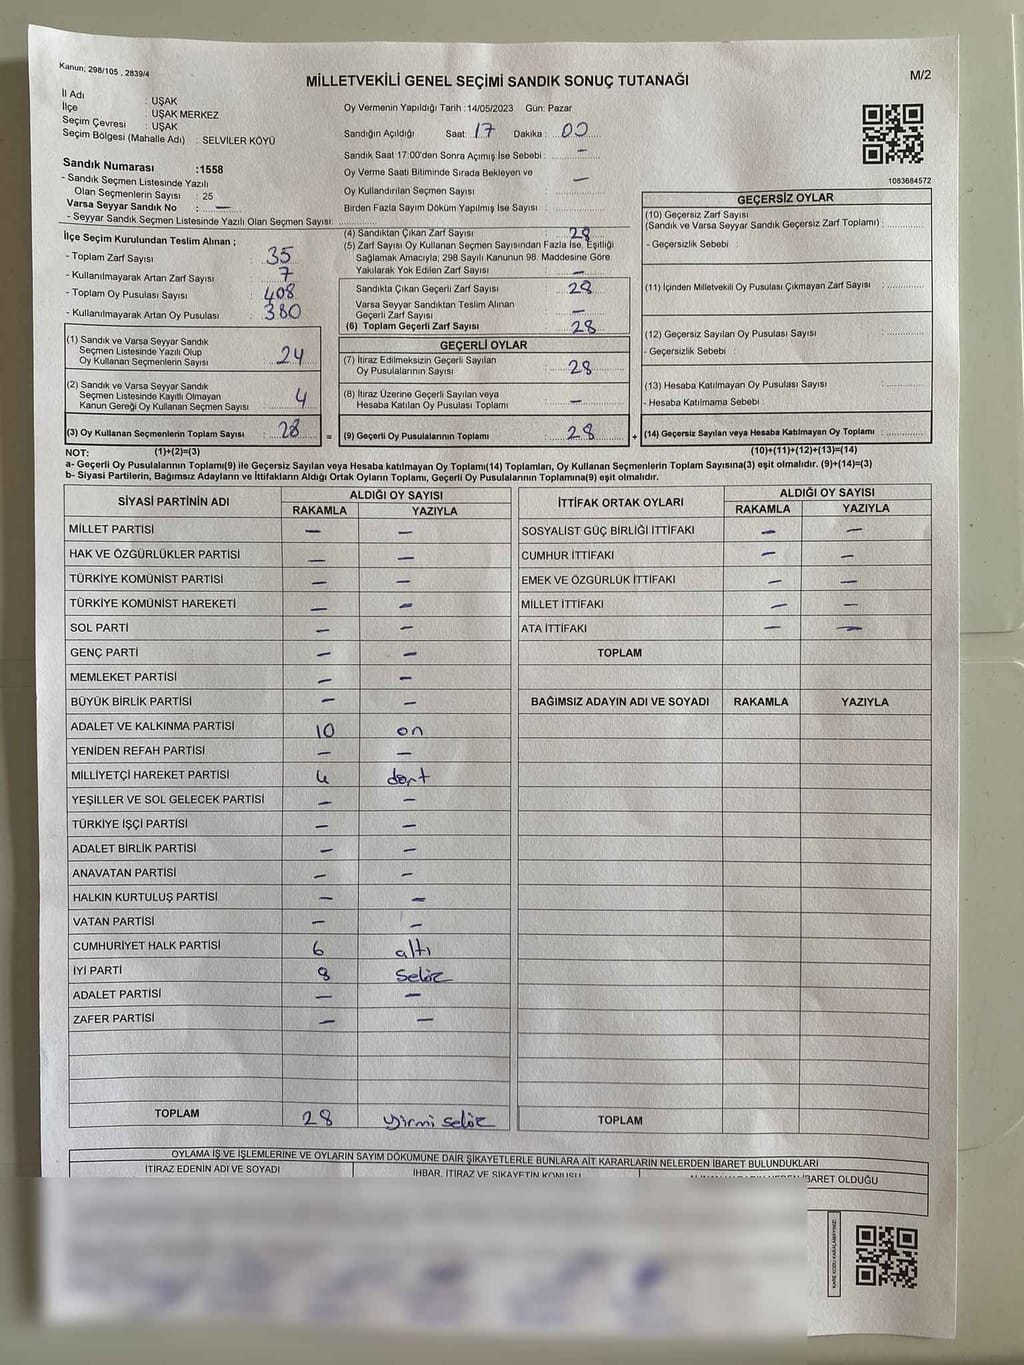 Kanun; 298/105 , 2839/4
MİLLETVEKİLİ GENEL SEÇİMİ SANDIK SONUÇ TUTANAĞI
M/2
İl Adı : UŞAK
İlçe : UŞAK MERKEZ
Seçim Çevresi : UŞAK
Seçim Bölgesi (Mahalle Adı) : SELVİLER KÖYÜ
Sandık Numarası :1558
- Sandık Seçmen Listesinde Yazılı
Olan Seçmenlerin Sayısı : 25
Varsa Seyyar Sandık No : —
- Seyyar Sandık Seçmen Listesinde Yazılı Olan Seçmen Sayısı:
İlçe Seçim Kurulundan Teslim Alınan ;
- Toplam Zarf Sayısı : 35
- Kullanılmayarak Artan Zarf Sayısı : 7
- Toplam Oy Pusulası Sayısı : 408
- Kullanılmayarak Artan Oy Pusulası : 380
(1) Sandık ve Varsa Seyyar Sandık
Seçmen Listesinde Yazılı Olup
Oy Kullanan Seçmenlerin Sayısı : 24
(2) Sandık ve Varsa Seyyar Sandık
Seçmen Listesinde Kayıtlı Olmayan
Kanun Gereği Oy Kullanan Seçmen Sayısı : 4
(3) Oy Kullanan Seçmenlerin Toplam Sayısı : 28
Oy Vermenin Yapıldığı Tarih :14/05/2023 Gün: Pazar
Sandığın Açıldığı Saat: 17 Dakika : 00
Sandık Saat 17:00'den Sonra Açımış İse Sebebi : —
Oy Verme Saati Bitiminde Sırada Bekleyen ve —
Oy Kullandırılan Seçmen Sayısı :
Birden Fazla Sayım Döküm Yapılmış İse Sayısı :
(4) Sandıktan Çıkan Zarf Sayısı : 28
(5) Zarf Sayısı Oy Kullanan Seçmen Sayısından Fazla İse, Eşitliği
Sağlamak Amacıyla; 298 Sayılı Kanunun 98. Maddesine Göre
Yakılarak Yok Edilen Zarf Sayısı : —
Sandıkta Çıkan Geçerli Zarf Sayısı : 28
Varsa Seyyar Sandıktan Teslim Alınan
Geçerli Zarf Sayısı : —
(6) Toplam Geçerli Zarf Sayısı : 28
GEÇERLİ OYLAR
(7) İtiraz Edilmeksizin Geçerli Sayılan
Oy Pusulalarının Sayısı : 28
(8) İtiraz Üzerine Geçerli Sayılan veya
Hesaba Katılan Oy Pusulası Toplamı : —
= (9) Geçerli Oy Pusulalarının Toplamı : 28
1083684572
GEÇERSİZ OYLAR
(10) Geçersiz Zarf Sayısı
(Sandık ve Varsa Seyyar Sandık Geçersiz Zarf Toplamı) :
- Geçersizlik Sebebi :
(11) İçinden Milletvekili Oy Pusulası Çıkmayan Zarf Sayısı :
(12) Geçersiz Sayılan Oy Pusulası Sayısı :
- Geçersizlik Sebebi
(13) Hesaba Katılmayan Oy Pusulası Sayısı :
- Hesaba Katılmama Sebebi :
+ (14) Geçersiz Sayılan veya Hesaba Katılmayan Oy Toplamı :
NOT: (1)+(2)=(3) (10)+(11)+(12)+(13)=(14)
a- Geçerli Oy Pusulalarının Toplamı(9) ile Geçersiz Sayılan veya Hesaba katılmayan Oy Toplamı(14) Toplamları, Oy Kullanan Seçmenlerin Toplam Sayısına(3) eşit olmalıdır. (9)+(14)=(3)
b- Siyasi Partilerin, Bağımsız Adayların ve İttifakların Aldığı Ortak Oyların Toplamı, Geçerli Oy Pusulalarının Toplamına(9) eşit olmalıdır.
SİYASİ PARTİNİN ADI ALDIĞI OY SAYISI
RAKAMLA YAZIYLA
MİLLET PARTİSİ — —
HAK VE ÖZGÜRLÜKLER PARTİSİ — —
TÜRKİYE KOMÜNİST PARTİSİ — —
TÜRKİYE KOMÜNİST HAREKETİ — —
SOL PARTİ — —
GENÇ PARTİ — —
MEMLEKET PARTİSİ — —
BÜYÜK BİRLİK PARTİSİ — —
ADALET VE KALKINMA PARTİSİ 10 on
YENİDEN REFAH PARTİSİ — —
MİLLİYETÇİ HAREKET PARTİSİ 4 dört
YEŞİLLER VE SOL GELECEK PARTİSİ — —
TÜRKİYE İŞÇİ PARTİSİ — —
ADALET BİRLİK PARTİSİ — —
ANAVATAN PARTİSİ — —
HALKIN KURTULUŞ PARTİSİ — —
VATAN PARTİSİ — —
CUMHURİYET HALK PARTİSİ 6 altı
İYİ PARTİ 8 sekiz
ADALET PARTİSİ — —
ZAFER PARTİSİ — —
TOPLAM 28 yirmi sekiz
İTTİFAK ORTAK OYLARI ALDIĞI OY SAYISI
RAKAMLA YAZIYLA
SOSYALİST GÜÇ BİRLİĞİ İTTİFAKI — —
CUMHUR İTTİFAKI — —
EMEK VE ÖZGÜRLÜK İTTİFAKI — —
MİLLET İTTİFAKI — —
ATA İTTİFAKI — —
TOPLAM
BAĞIMSIZ ADAYIN ADI VE SOYADI RAKAMLA YAZIYLA
TOPLAM
OYLAMA İŞ VE İŞLEMLERİNE VE OYLARIN SAYIM DÖKÜMÜNE DAİR ŞİKAYETLERLE BUNLARA AİT KARARLARIN NELERDEN İBARET BULUNDUKLARI
İTİRAZ EDENİN ADI VE SOYADI
İHBAR, İTİRAZ VE ŞİKAYETİN KONUSU
İBARET OLDUĞU
KARE KODU KARALAMAYINIZ!